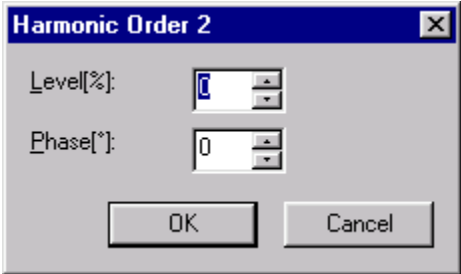 Harmonic Order 2
Level[%]: 0
Phase[°]: 0
OK Cancel